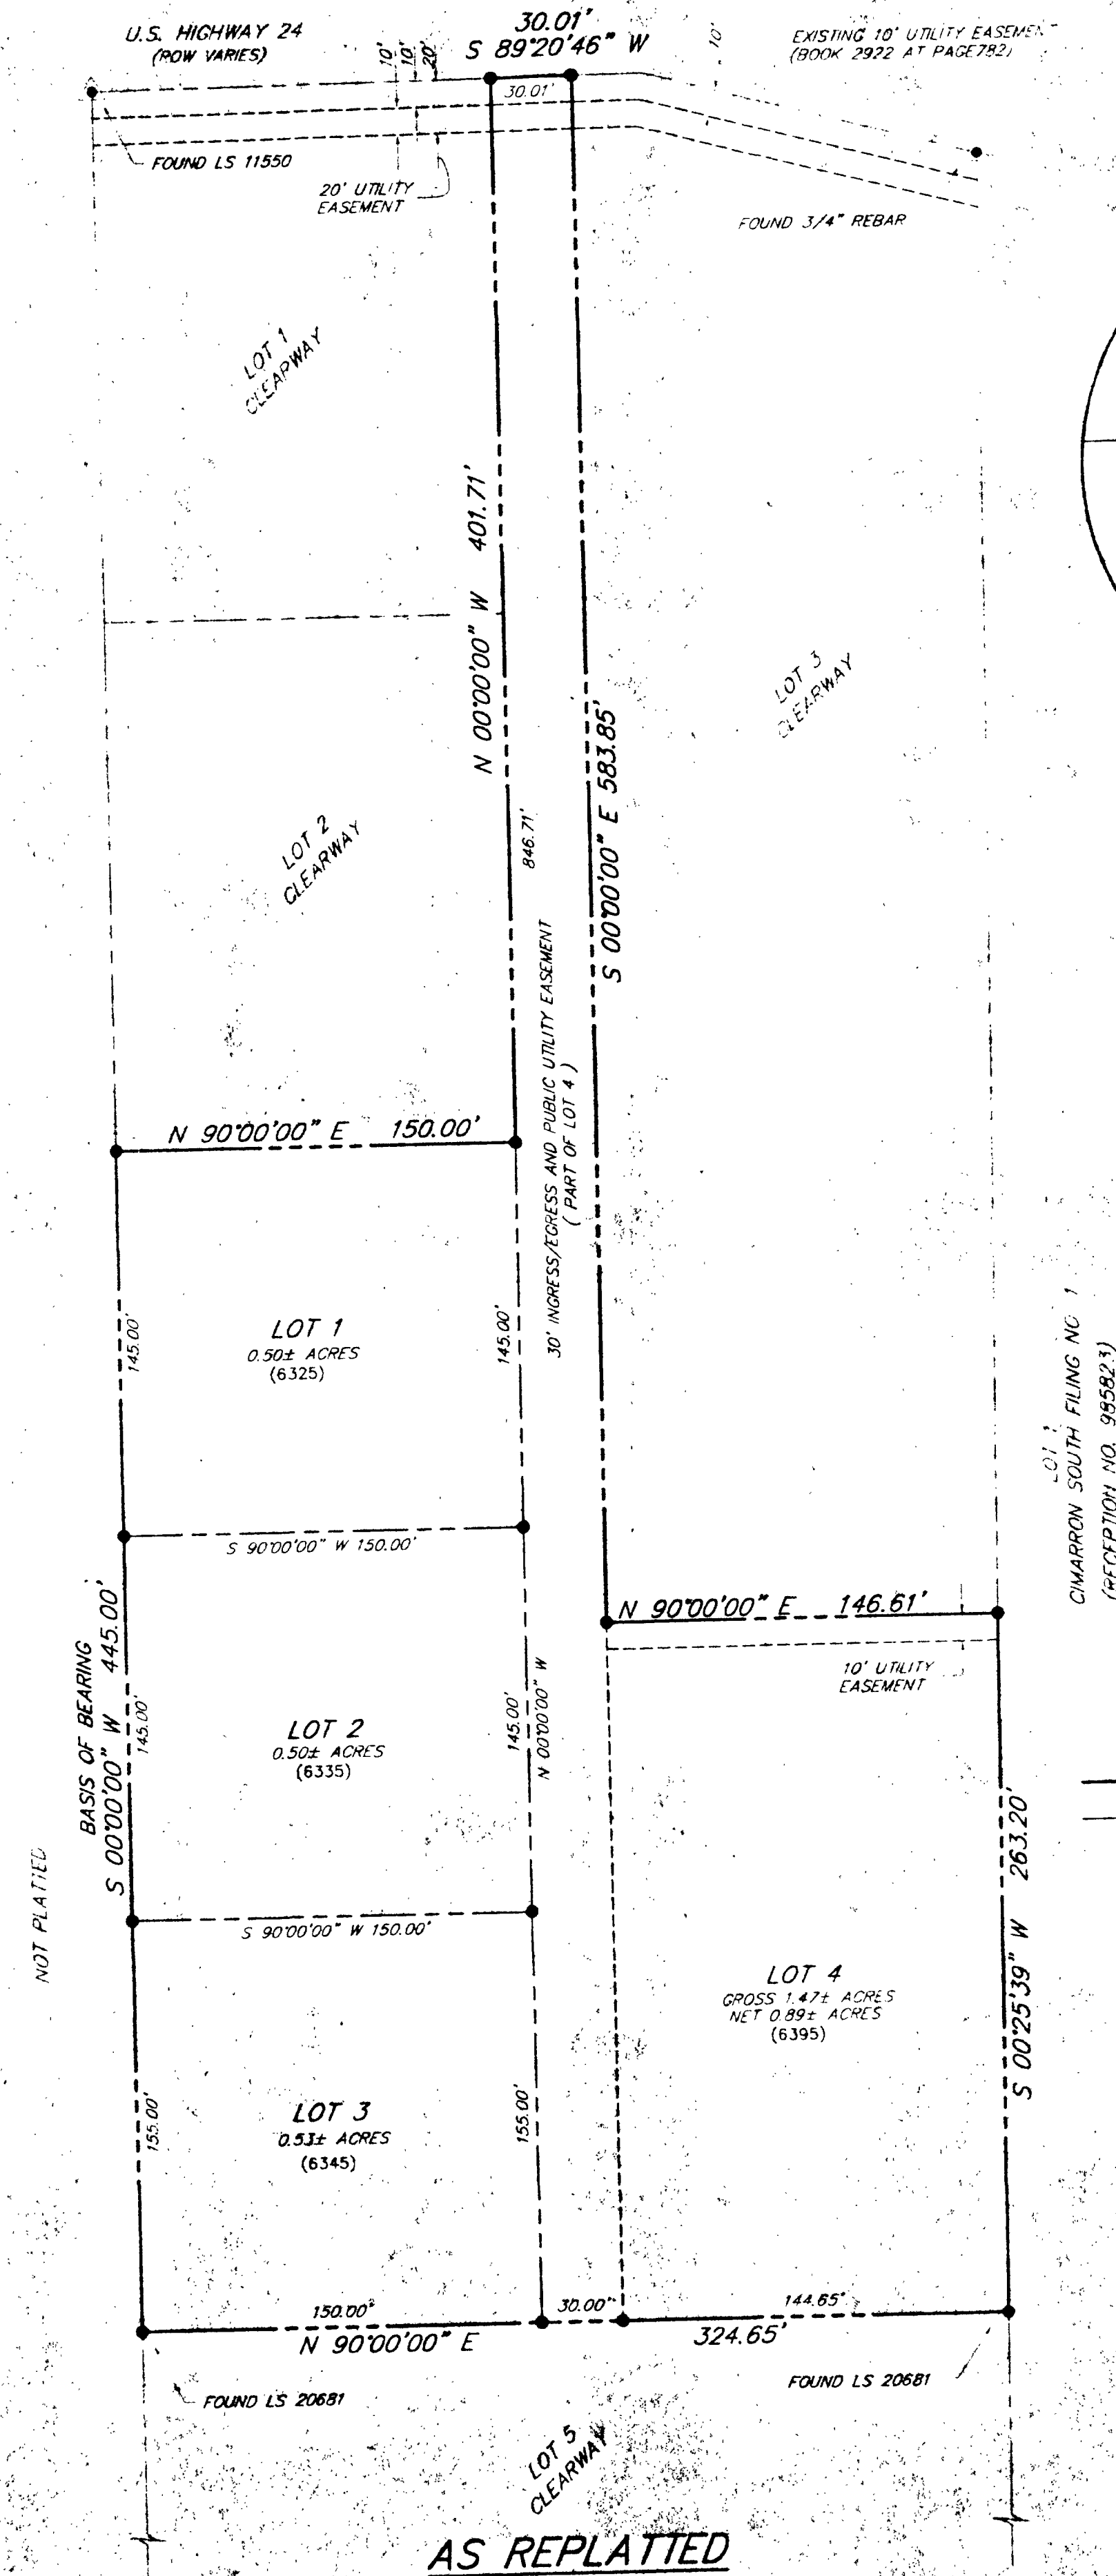 U.S. HIGHWAY 24
(ROW VARIES)
10'
10'
20'
30.01'
S 89°20'46" W
10'
EXISTING 10' UTILITY EASEMENT
(BOOK 2922 AT PAGE 782)
30.01'
FOUND LS 11550
20' UTILITY
EASEMENT
FOUND 3/4" REBAR
LOT 1
CLEARWAY
N 00°00'00" W 401.71'
LOT 3
CLEARWAY
S 00°00'00" E 583.85'
LOT 2
CLEARWAY
846.71'
30' INGRESS/EGRESS AND PUBLIC UTILITY EASEMENT
( PART OF LOT 4 )
N 90°00'00" E 150.00'
145.00'
LOT 1
0.50± ACRES
(6325)
145.00'
LOT 1
CIMARRON SOUTH FILING NO 1
(RECEPTION NO. 985823)
S 90°00'00" W 150.00'
N 90°00'00" E 146.61'
10' UTILITY
EASEMENT
BASIS OF BEARING
S 00°00'00" W 445.00'
145.00'
LOT 2
0.50± ACRES
(6335)
145.00'
N 00°00'00" W
NOT PLATTED
S 90°00'00" W 150.00'
LOT 4
GROSS 1.47± ACRES
NET 0.89± ACRES
(6395)
S 00°25'39" W 263.20'
155.00'
LOT 3
0.53± ACRES
(6345)
155.00'
150.00'
30.00'
144.65'
N 90°00'00" E
324.65'
FOUND LS 20681
FOUND LS 20681
LOT 5
CLEARWAY
AS REPLATTED